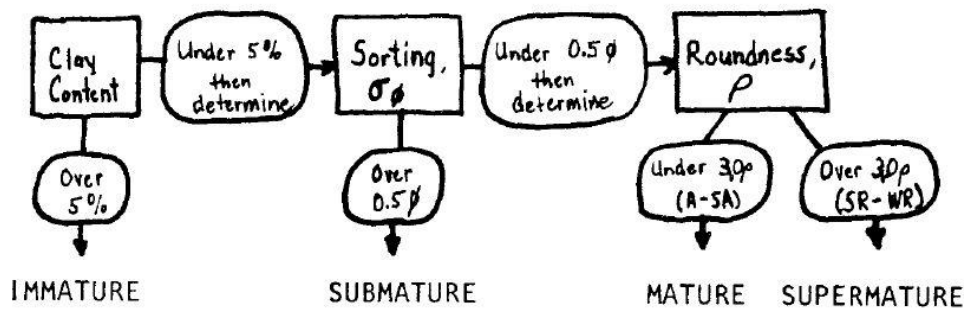 Clay
Content
Under 5%
then
determine
Sorting,
σφ
Under 0.5φ
then
determine
Roundness,
ρ
Over
5%
Over
0.5φ
Under 3.0ρ
(A-SA)
Over 3.0ρ
(SR-WR)
IMMATURE
SUBMATURE
MATURE
SUPERMATURE